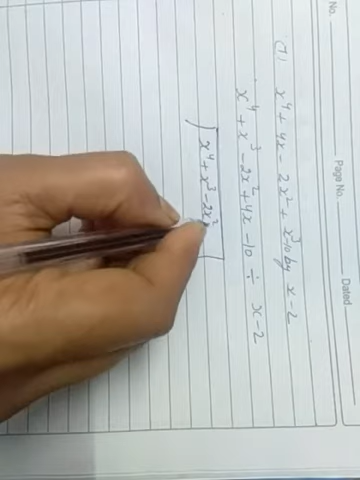 No. Page No. Dated
(1) x⁴ + 4x - 2x² + x³ - 10 by x - 2
x⁴ + x³ - 2x² + 4x - 10 ÷ x - 2
x⁴ + x³ - 2x²